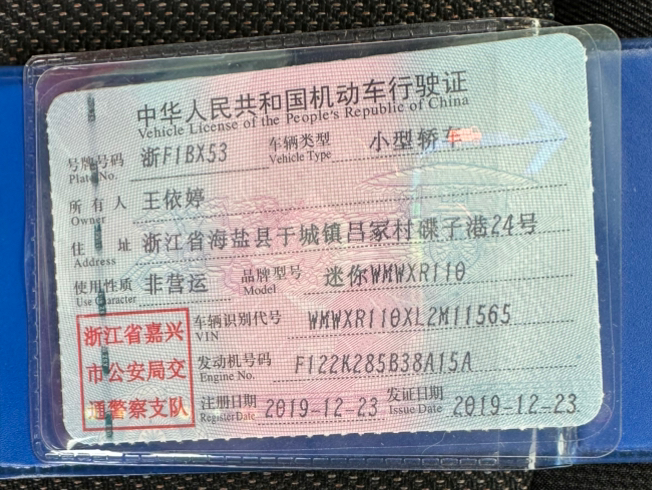 中华人民共和国机动车行驶证
Vehicle License of the People's Republic of China
号牌号码 浙F1BX53 车辆类型 小型轿车
Plate No. Vehicle Type
所有人 王依婷
Owner
住址 浙江省海盐县于城镇吕家村碟子港24号
Address
使用性质 非营运 品牌型号 迷你WMWXR110
Use Character Model
浙江省嘉兴
市公安局交
通警察支队
车辆识别代号 WMWXR110XL2M11565
VIN
发动机号码 F122K285B38A15A
Engine No.
注册日期 2019-12-23 发证日期 2019-12-23
Register Date Issue Date